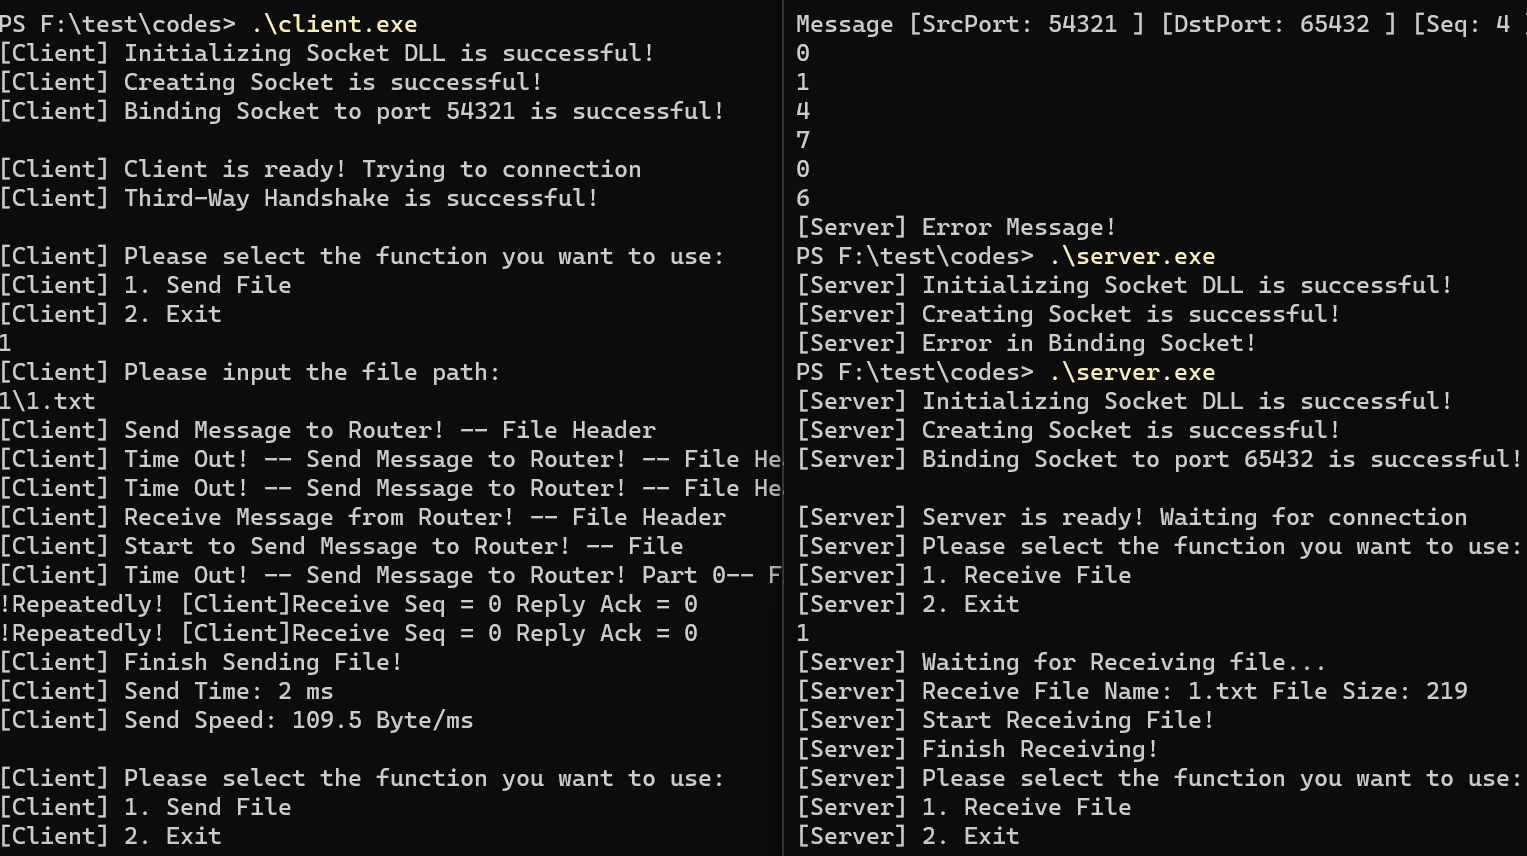 PS F:\test\codes> .\client.exe
[Client] Initializing Socket DLL is successful!
[Client] Creating Socket is successful!
[Client] Binding Socket to port 54321 is successful!
[Client] Client is ready! Trying to connection
[Client] Third-Way Handshake is successful!
[Client] Please select the function you want to use:
[Client] 1. Send File
[Client] 2. Exit
1
[Client] Please input the file path:
1\1.txt
[Client] Send Message to Router! -- File Header
[Client] Time Out! -- Send Message to Router! -- File He
[Client] Time Out! -- Send Message to Router! -- File He
[Client] Receive Message from Router! -- File Header
[Client] Start to Send Message to Router! -- File
[Client] Time Out! -- Send Message to Router! Part 0-- F
!Repeatedly! [Client]Receive Seq = 0 Reply Ack = 0
!Repeatedly! [Client]Receive Seq = 0 Reply Ack = 0
[Client] Finish Sending File!
[Client] Send Time: 2 ms
[Client] Send Speed: 109.5 Byte/ms
[Client] Please select the function you want to use:
[Client] 1. Send File
[Client] 2. Exit
Message [SrcPort: 54321 ] [DstPort: 65432 ] [Seq: 4 ]
0
1
4
7
0
6
[Server] Error Message!
PS F:\test\codes> .\server.exe
[Server] Initializing Socket DLL is successful!
[Server] Creating Socket is successful!
[Server] Error in Binding Socket!
PS F:\test\codes> .\server.exe
[Server] Initializing Socket DLL is successful!
[Server] Creating Socket is successful!
[Server] Binding Socket to port 65432 is successful!
[Server] Server is ready! Waiting for connection
[Server] Please select the function you want to use:
[Server] 1. Receive File
[Server] 2. Exit
1
[Server] Waiting for Receiving file...
[Server] Receive File Name: 1.txt File Size: 219
[Server] Start Receiving File!
[Server] Finish Receiving!
[Server] Please select the function you want to use:
[Server] 1. Receive File
[Server] 2. Exit